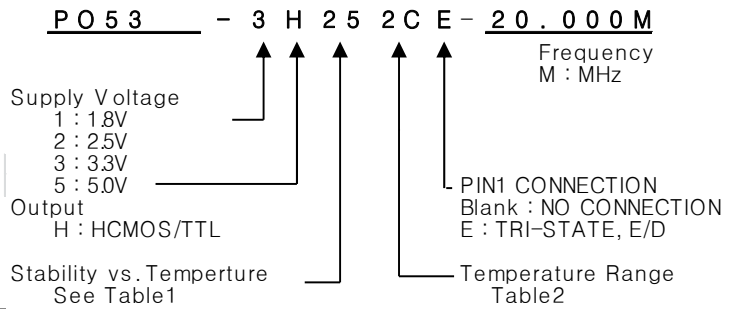 PO53 - 3 H 25 2C E - 20.000M
Frequency
M : MHz
Supply Voltage
1 : 1.8V
2 : 2.5V
3 : 3.3V
5 : 5.0V
Output
H : HCMOS/TTL
Stability vs. Temperture
See Table1
PIN1 CONNECTION
Blank : NO CONNECTION
E : TRI-STATE, E/D
Temperature Range
Table2